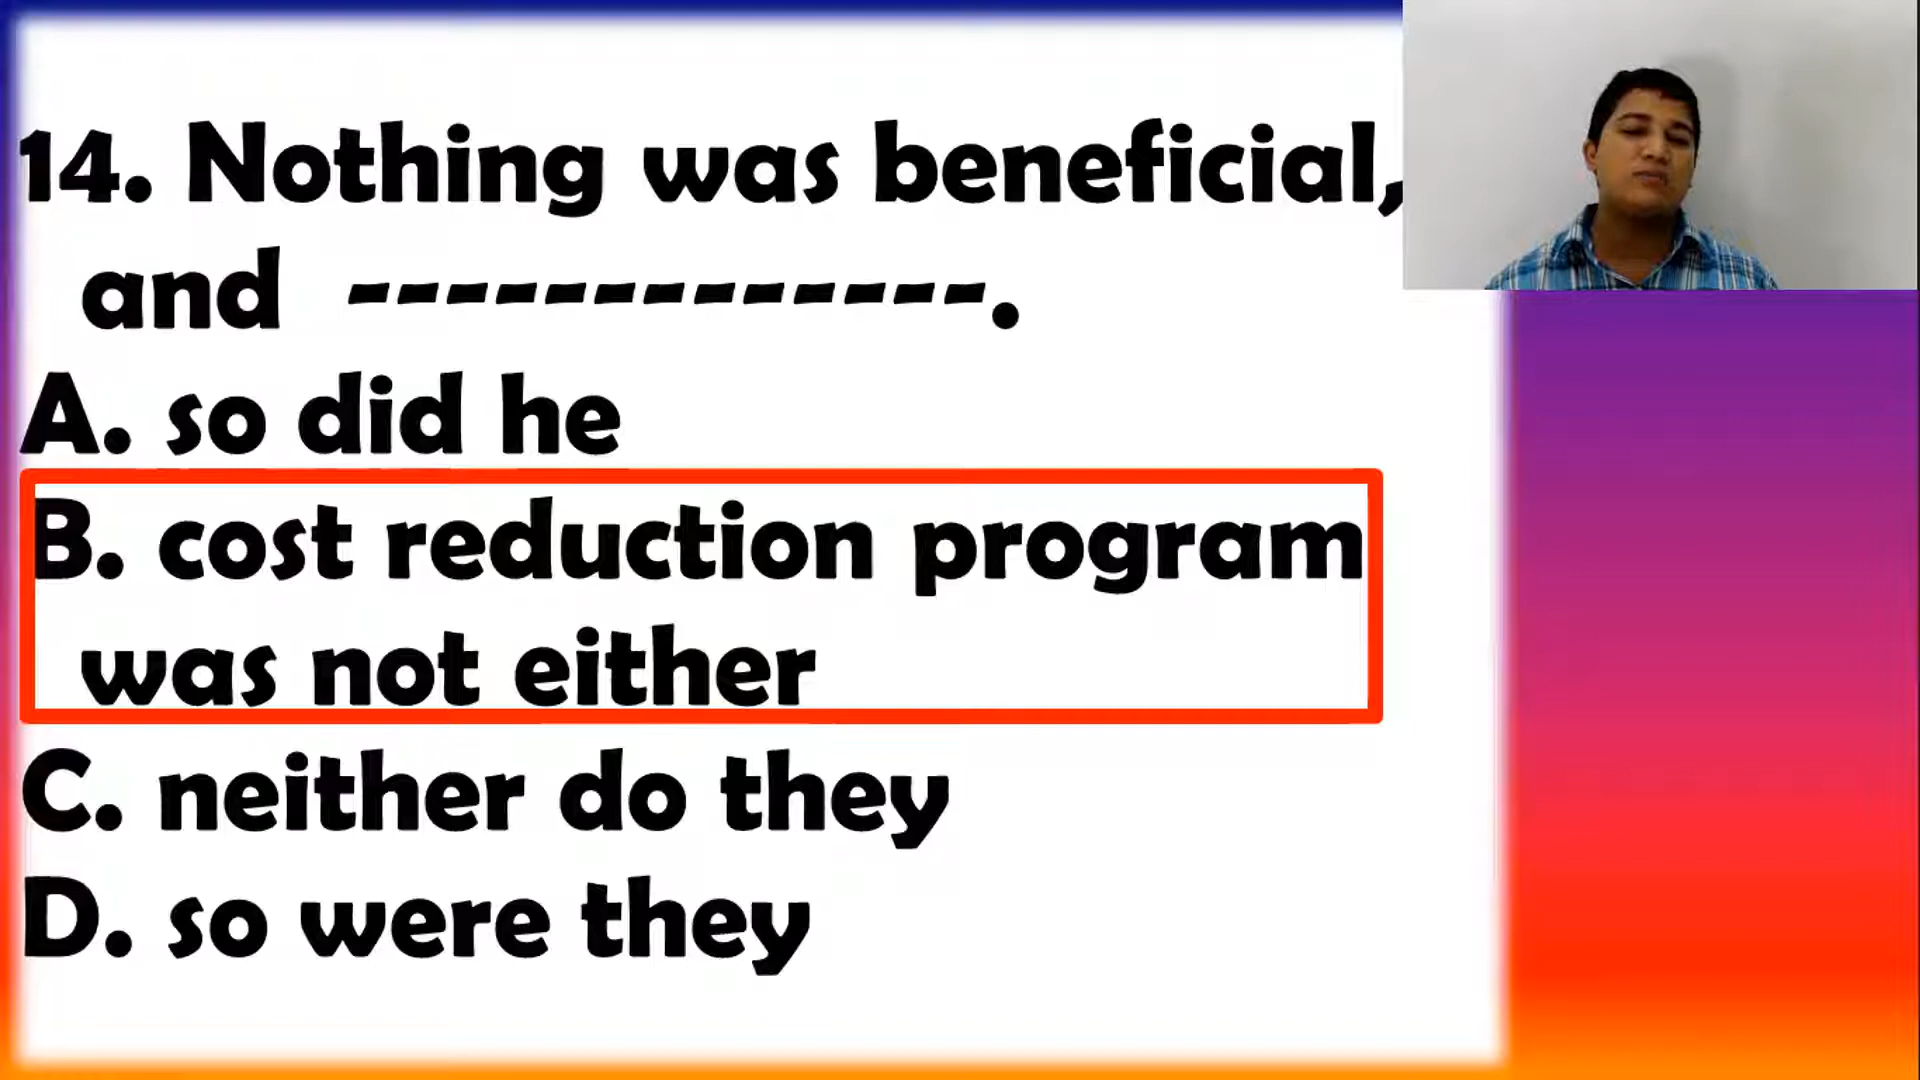 14. Nothing was beneficial,
and --------------.
A. so did he
B. cost reduction program
was not either
C. neither do they
D. so were they